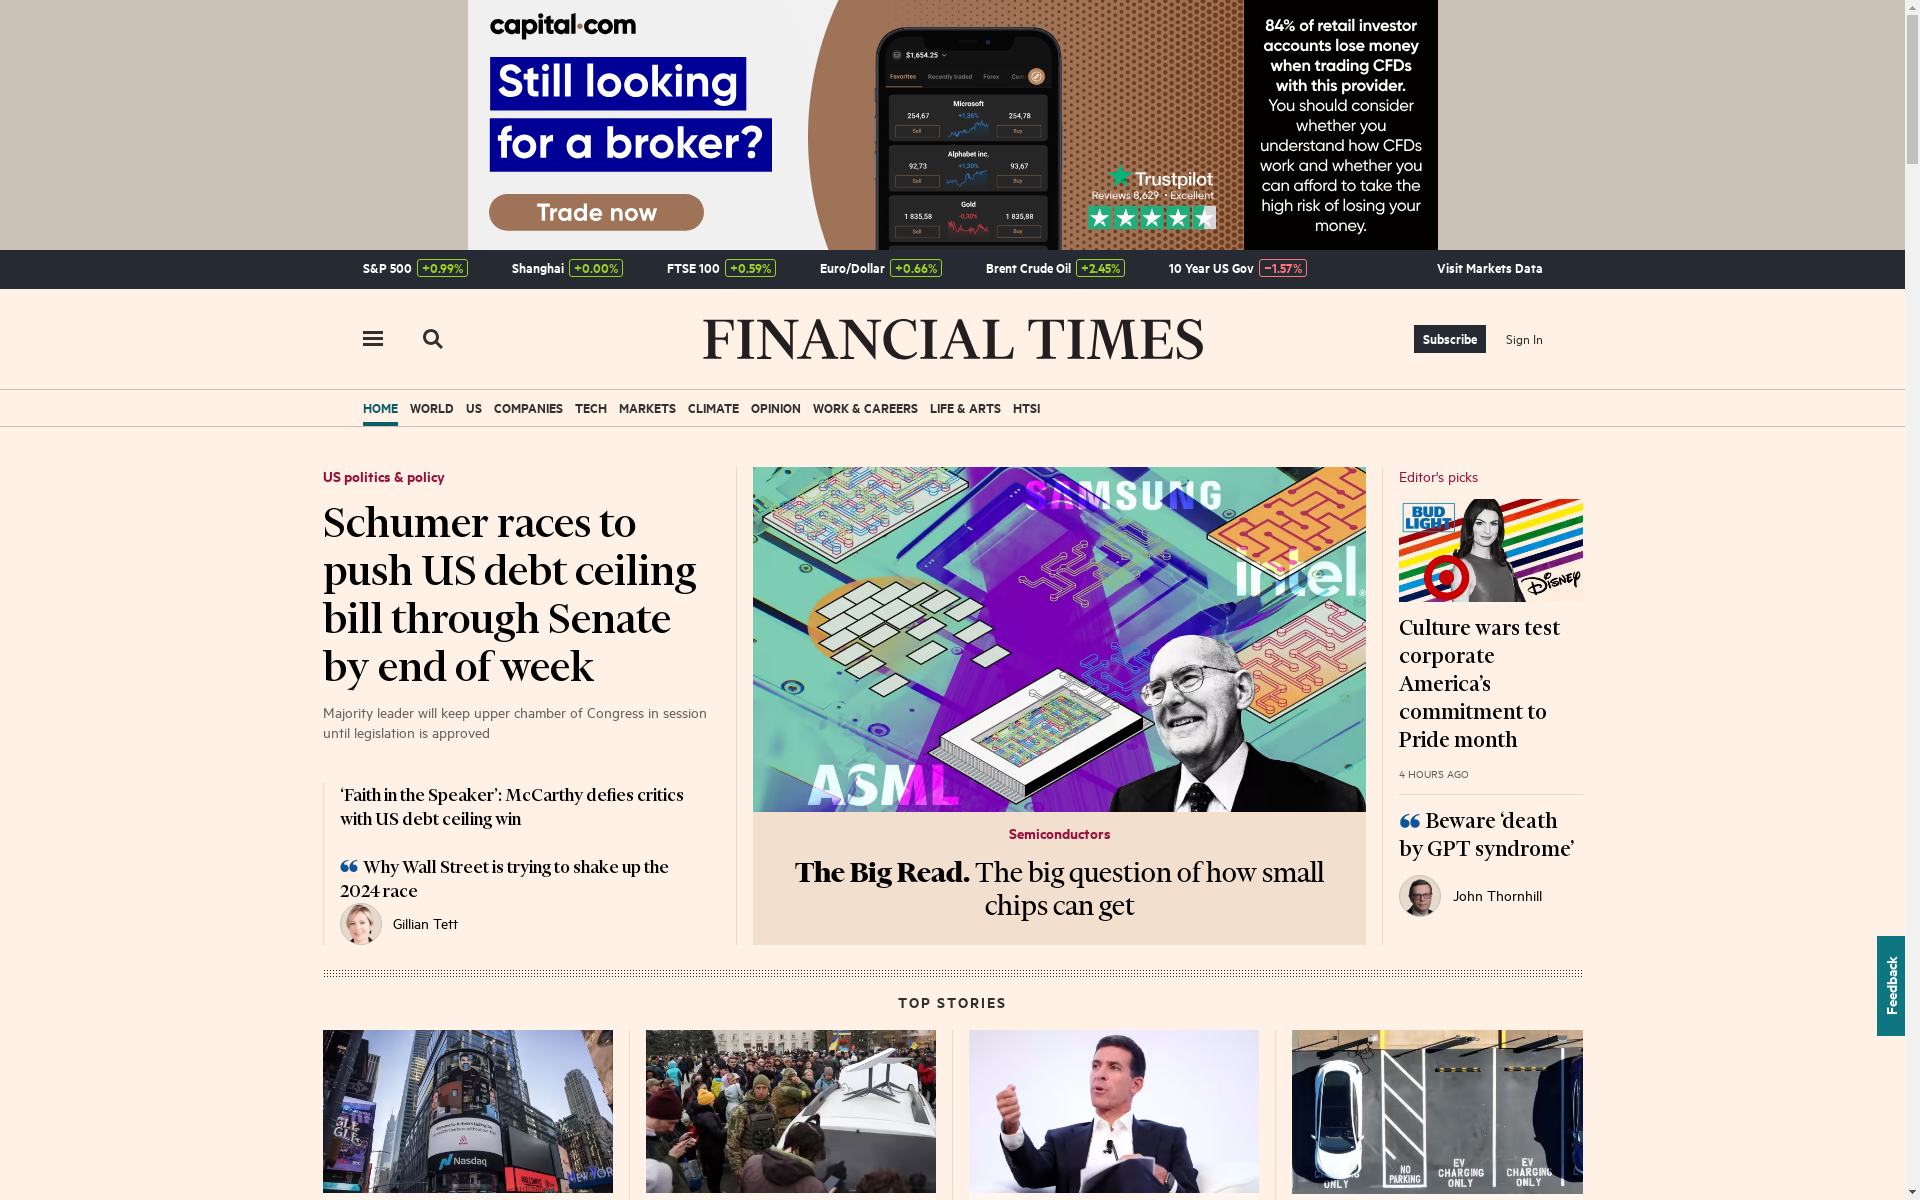 capital.com
Still looking
for a broker?
Trade now
$1,654.25
Favorites Recently traded Forex
Microsoft
254,67 +1,36% 254,78
Sell Buy
Alphabet inc.
92,73 +1,30% 93,67
Sell Buy
Gold
1 835,58 -0,30% 1 835,88
Sell Buy
Trustpilot
Reviews 8,629 • Excellent
84% of retail investor
accounts lose money
when trading CFDs
with this provider.
You should consider
whether you
understand how CFDs
work and whether you
can afford to take the
high risk of losing your
money.
S&P 500 +0.99% Shanghai +0.00% FTSE 100 +0.59% Euro/Dollar +0.66% Brent Crude Oil +2.45% 10 Year US Gov −1.57% Visit Markets Data
FINANCIAL TIMES
Subscribe Sign In
HOME WORLD US COMPANIES TECH MARKETS CLIMATE OPINION WORK & CAREERS LIFE & ARTS HTSI
US politics & policy
Schumer races to
push US debt ceiling
bill through Senate
by end of week
Majority leader will keep upper chamber of Congress in session
until legislation is approved
‘Faith in the Speaker’: McCarthy defies critics
with US debt ceiling win
“ Why Wall Street is trying to shake up the
2024 race
Gillian Tett
SAMSUNG
intel
ASML
Semiconductors
The Big Read. The big question of how small
chips can get
Editor's picks
BUD
LIGHT
Disney
Culture wars test
corporate
America’s
commitment to
Pride month
4 HOURS AGO
“ Beware ‘death
by GPT syndrome’
John Thornhill
Feedback
TOP STORIES
Nasdaq
NEW YORK
NO
PARKING
EV
CHARGING
ONLY
EV
CHARGING
ONLY
ONLY